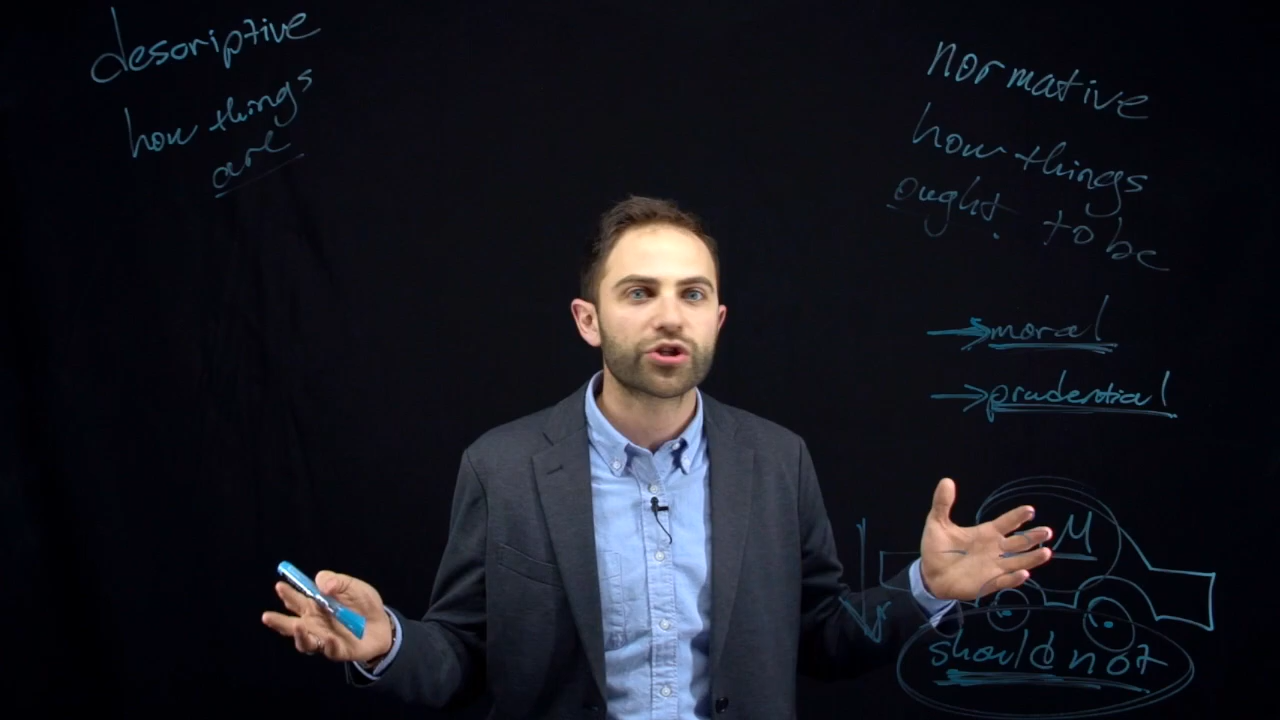 descriptive
how things
are
normative
how things
ought to be
moral
prudential
M
should not